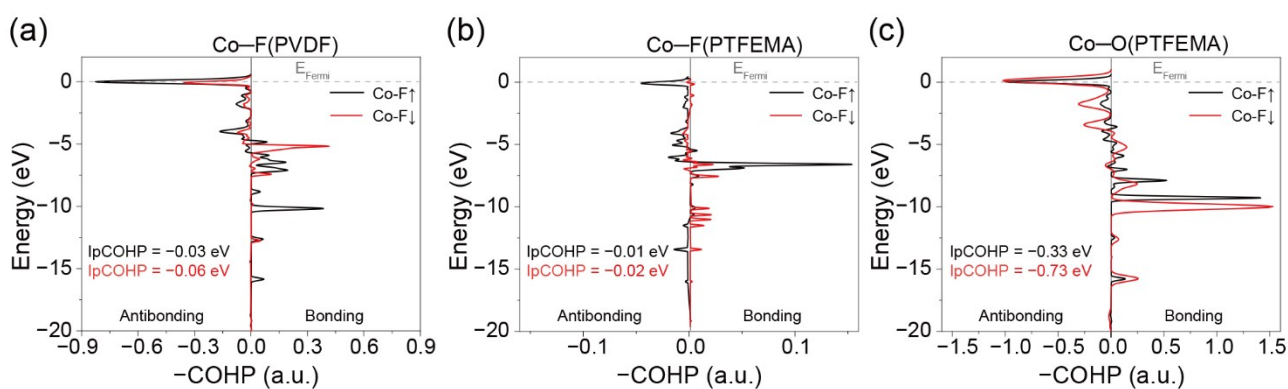 (a)
Co—F(PVDF)
E_Fermi
Co-F↑
Co-F↓
0
−5
−10
−15
−20
Energy (eV)
IpCOHP = −0.03 eV
IpCOHP = −0.06 eV
Antibonding
Bonding
−0.9 −0.6 −0.3 0.0 0.3 0.6 0.9
−COHP (a.u.)
(b)
Co—F(PTFEMA)
E_Fermi
Co-F↑
Co-F↓
0
−5
−10
−15
−20
Energy (eV)
IpCOHP = −0.01 eV
IpCOHP = −0.02 eV
Antibonding
Bonding
−0.1 0.0 0.1
−COHP (a.u.)
(c)
Co—O(PTFEMA)
E_Fermi
Co-F↑
Co-F↓
0
−5
−10
−15
−20
Energy (eV)
IpCOHP = −0.33 eV
IpCOHP = −0.73 eV
Antibonding
Bonding
−1.5 −1.0 −0.5 0.0 0.5 1.0 1.5
−COHP (a.u.)